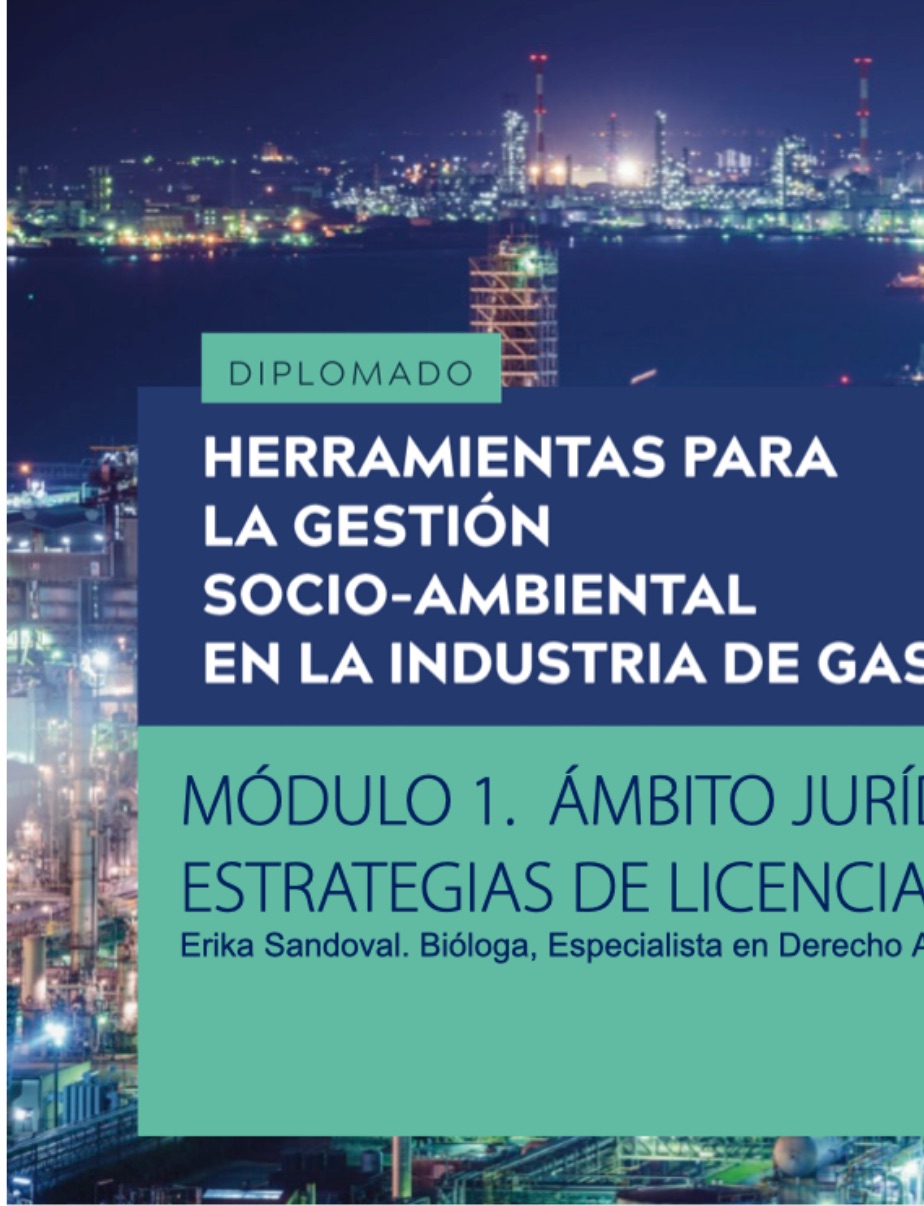 DIPLOMADO
HERRAMIENTAS PARA
LA GESTIÓN
SOCIO-AMBIENTAL
EN LA INDUSTRIA DE GAS
MÓDULO 1. ÁMBITO
ESTRATEGIAS DE
Erika Sandoval. Bióloga, Especialista en Derecho